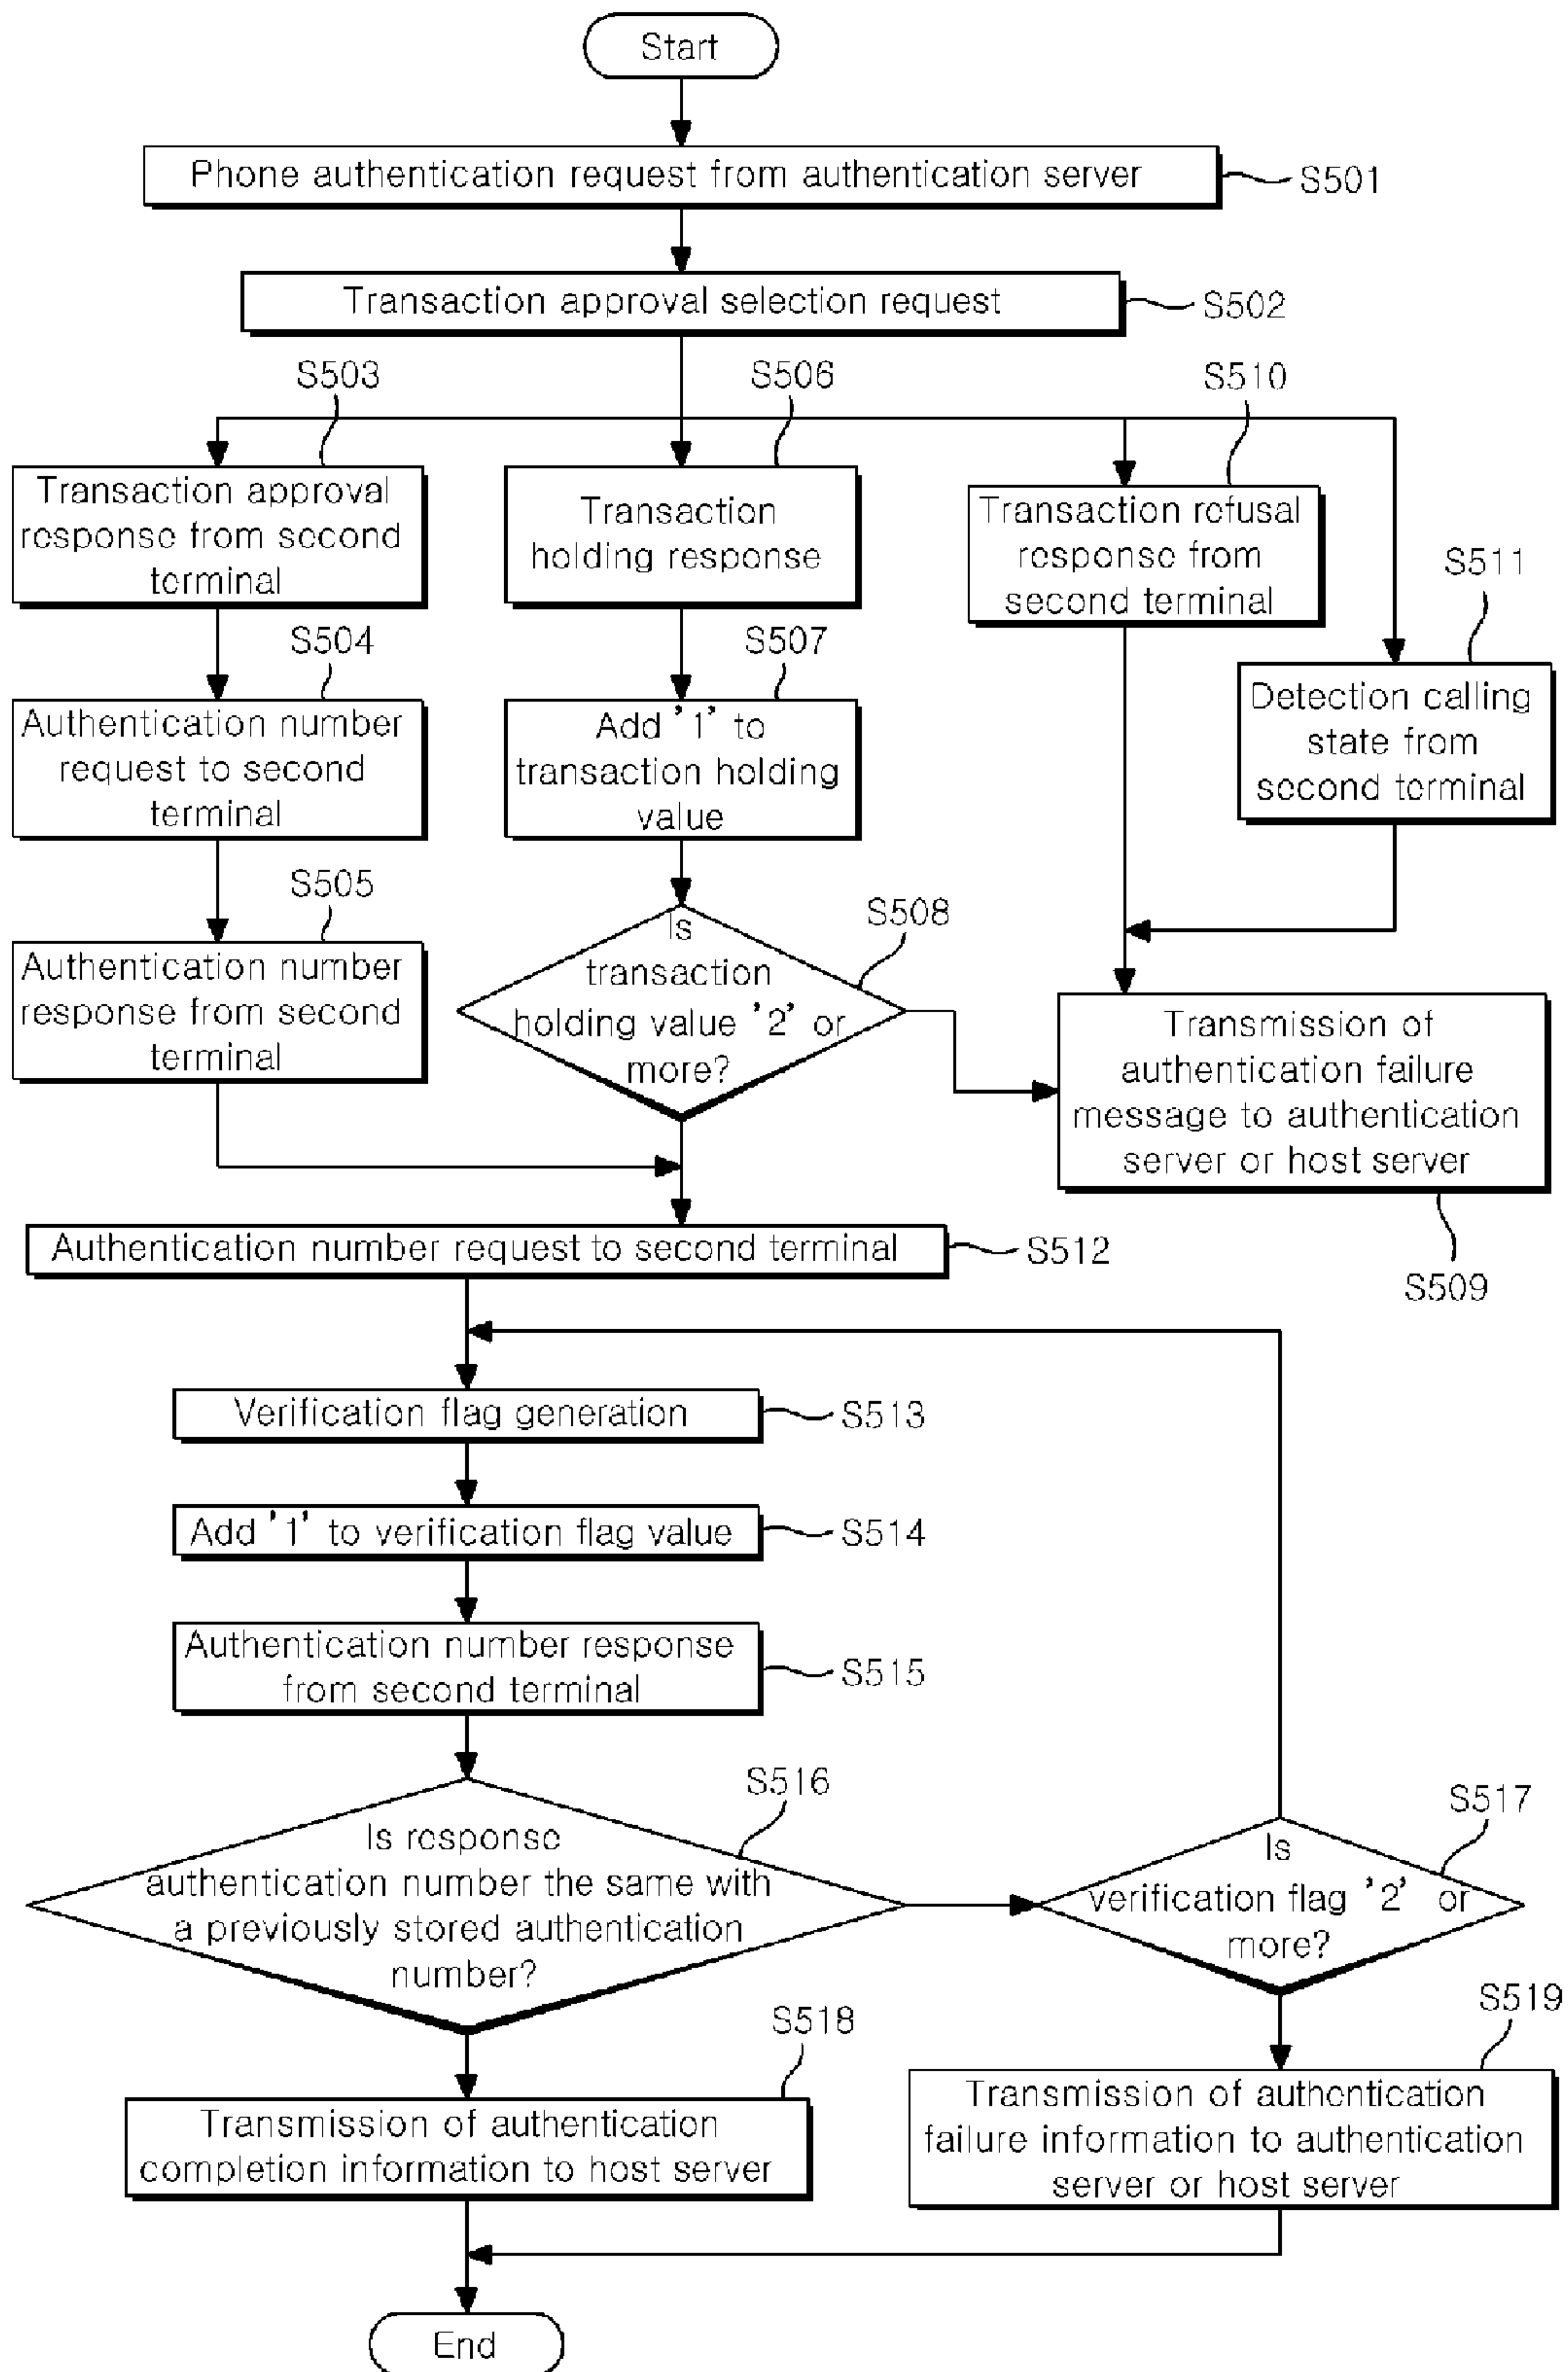 Start
Phone authentication request from authentication server
S501
Transaction approval selection request
S502
S503
S506
S510
Transaction approval
response from second
terminal
Transaction
holding response
Transaction refusal
response from
second terminal
S511
S504
S507
Authentication number
request to second
terminal
Add '1' to
transaction holding
value
Detection calling
state from
second terminal
S505
S508
Authentication number
response from second
terminal
Is
transaction
holding value '2' or
more?
Transmission of
authentication failure
message to authentication
server or host server
S509
Authentication number request to second terminal
S512
Verification flag generation
S513
Add '1' to verification flag value
S514
Authentication number response
from second terminal
S515
S516
Is response
authentication number the same with
a previously stored authentication
number?
S517
Is
verification flag '2' or
more?
S518
Transmission of authentication
completion information to host server
S519
Transmission of authentication
failure information to authentication
server or host server
End